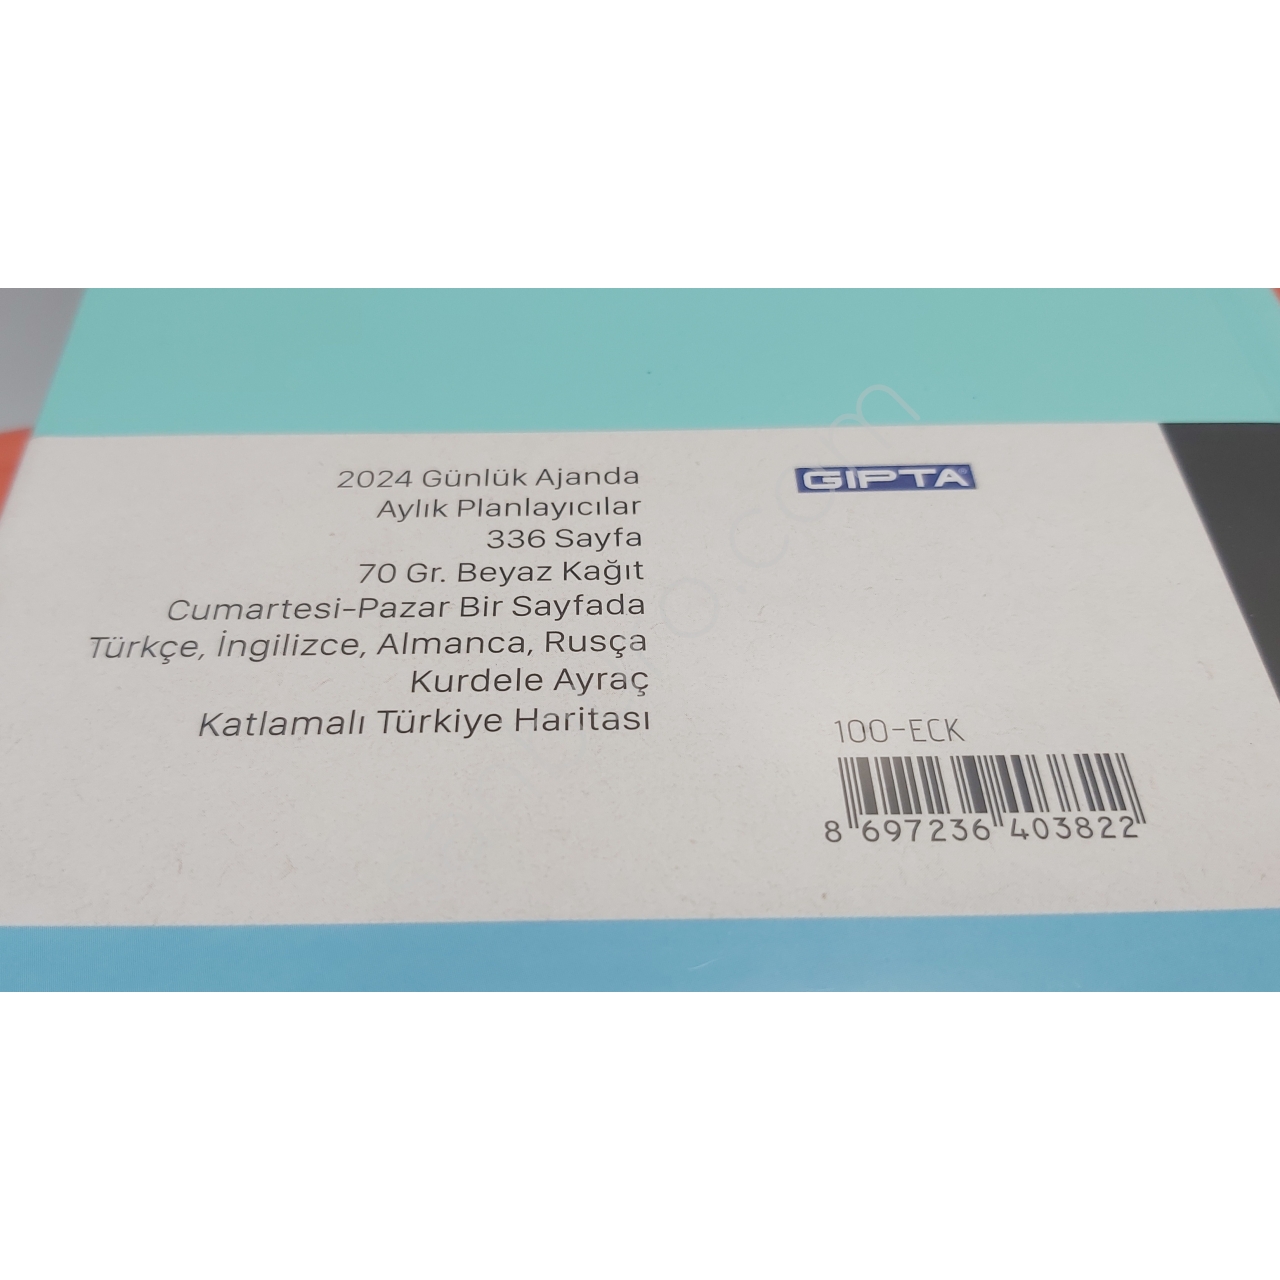 2024 Günlük Ajanda
Aylık Planlayıcılar
336 Sayfa
70 Gr. Beyaz Kağıt
Cumartesi-Pazar Bir Sayfada
Türkçe, İngilizce, Almanca, Rusça
Kurdele Ayraç
Katlamalı Türkiye Haritası
GIPTA®
100-ECK
8 697236 403822